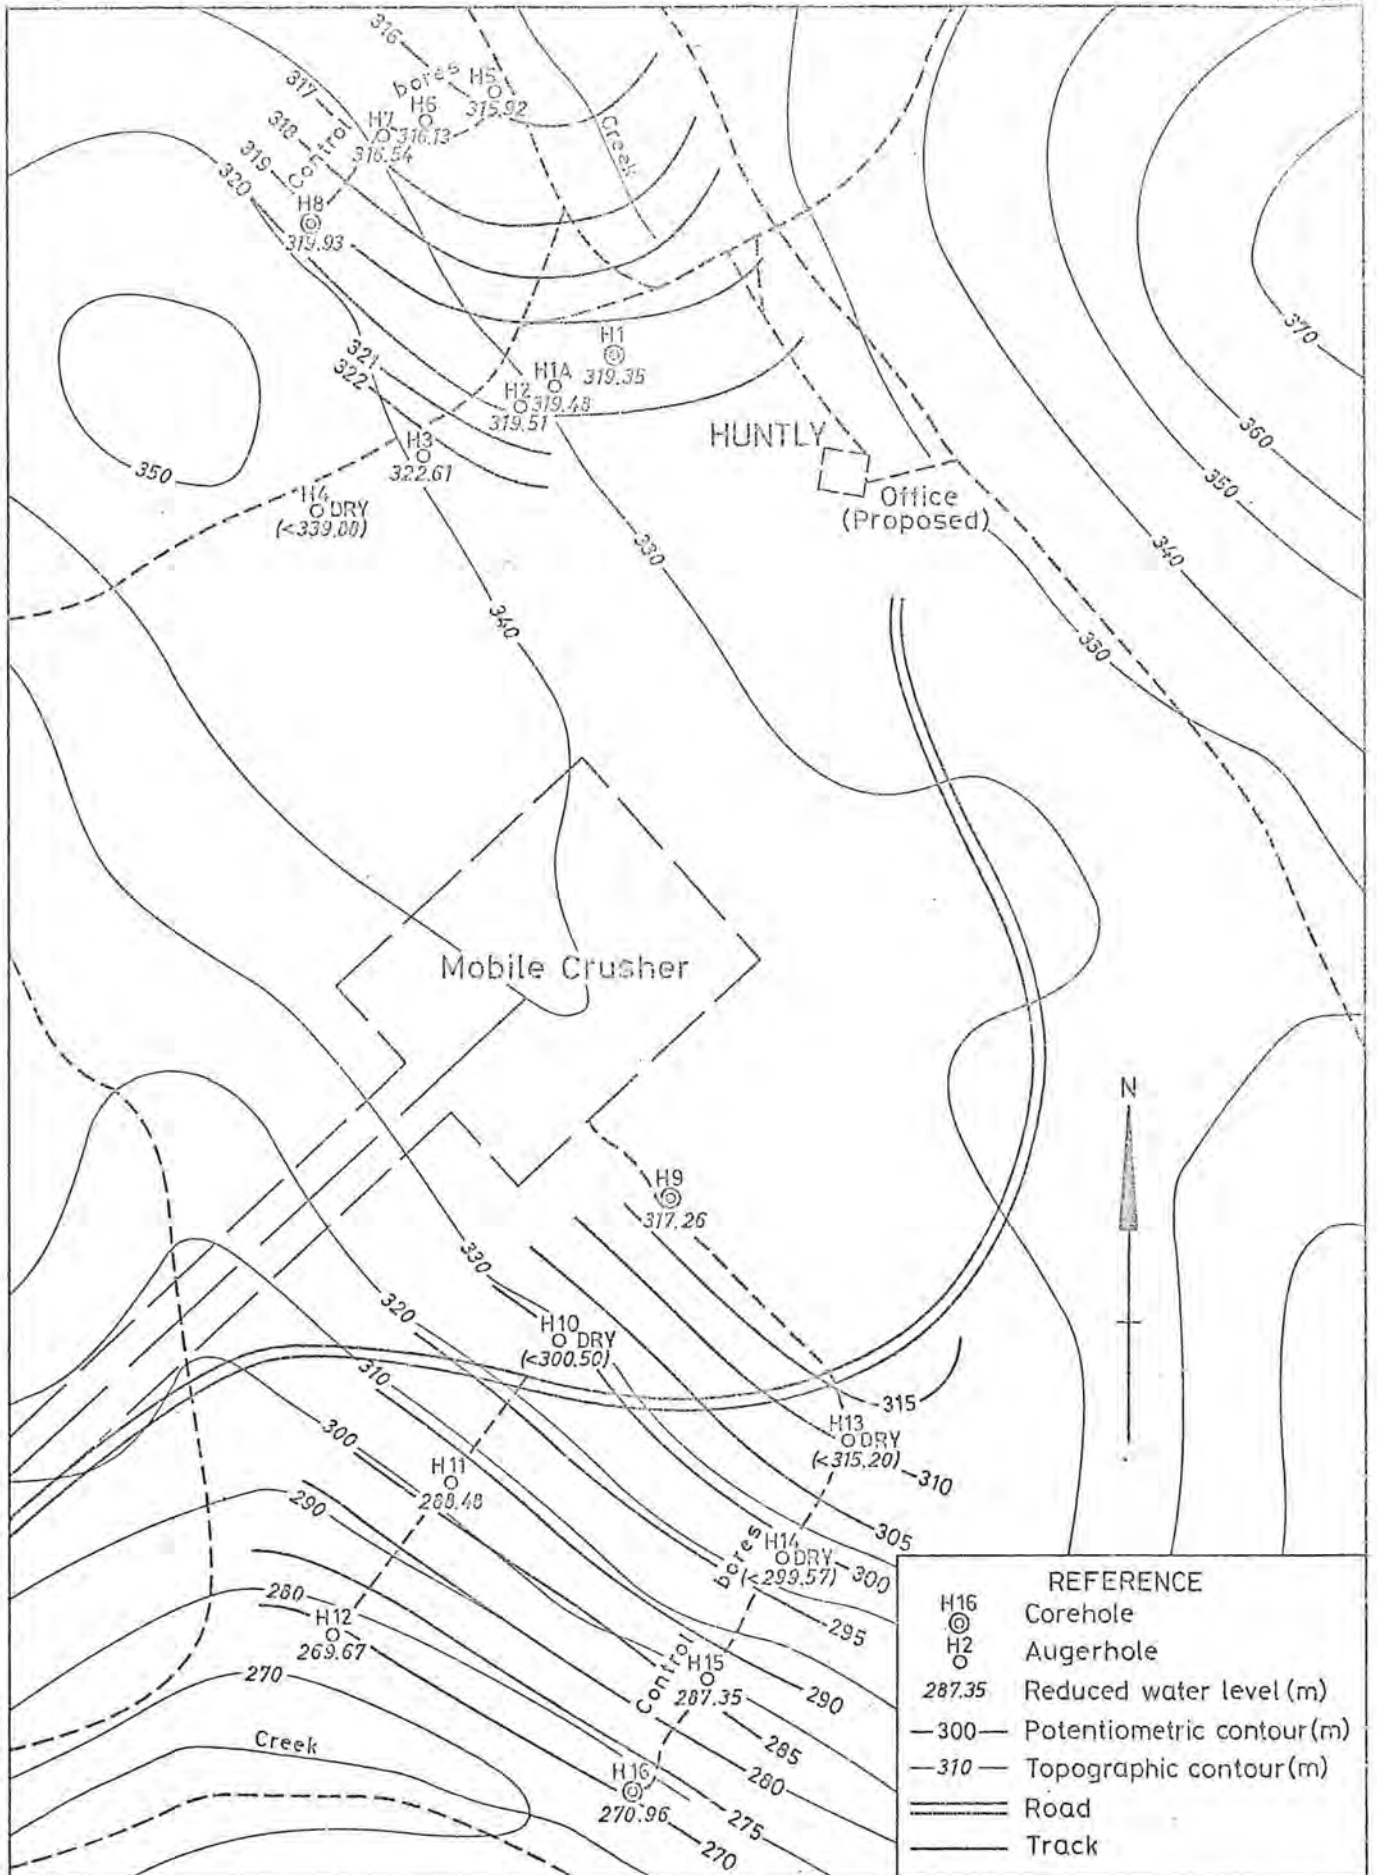 316
bores
H5
315.92
317
H6
316.13
H7
316.54
318
Control
Creek
319
320
H8
319.93
370
H1
319.35
321
322
H1A
319.48
H2
319.51
HUNTLY
360
H3
322.61
350
350
H4
DRY
(<339.00)
Office
(Proposed)
330
340
340
330
Mobile Crusher
N
H9
317.26
330
320
H10
DRY
(<300.50)
310
315
H13
DRY
(<315.20)
300
310
H11
288.48
290
305
bores
H14
DRY
(<299.57)
300
295
280
H12
269.67
Control
H15
287.35
270
290
Creek
285
280
H16
270.96
275
270
REFERENCE
H16
Corehole
H2
Augerhole
287.35 Reduced water level (m)
300 Potentiometric contour (m)
310 Topographic contour (m)
Road
Track